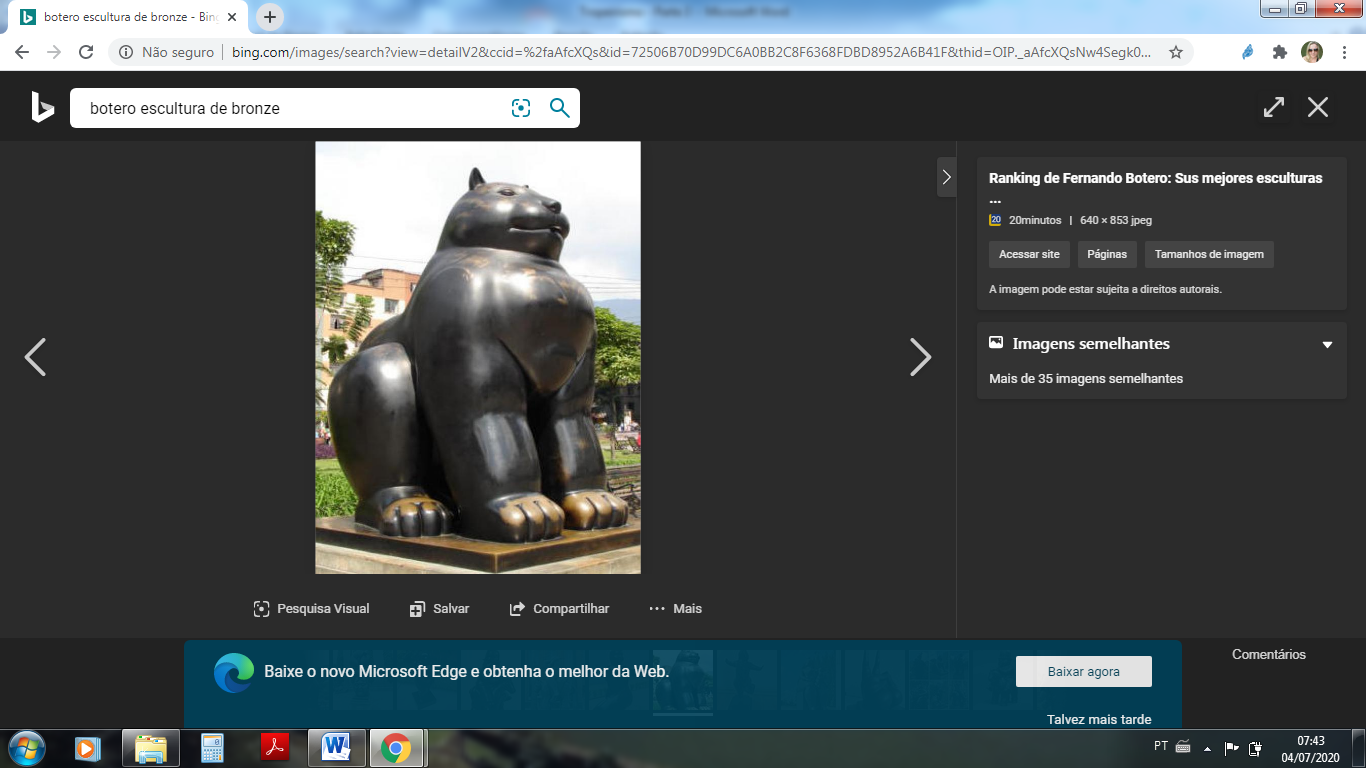 botero escultura de bronze - Bing
Não seguro | bing.com/images/search?view=detailV2&ccid=%2faAfcXQs&id=72506B70D99DC6A0BB2C8F6368FDBD8952A6B41F&thid=OIP._aAfcXQsNw4Segk0...
botero escultura de bronze
Ranking de Fernando Botero: Sus mejores esculturas
...
20 20minutos | 640 × 853 jpeg
Acessar site Páginas Tamanhos de imagem
A imagem pode estar sujeita a direitos autorais.
Imagens semelhantes
Mais de 35 imagens semelhantes
Pesquisa Visual Salvar Compartilhar Mais
Baixe o novo Microsoft Edge e obtenha o melhor da Web.
Baixar agora
Talvez mais tarde
Comentários
PT
07:43
04/07/2020